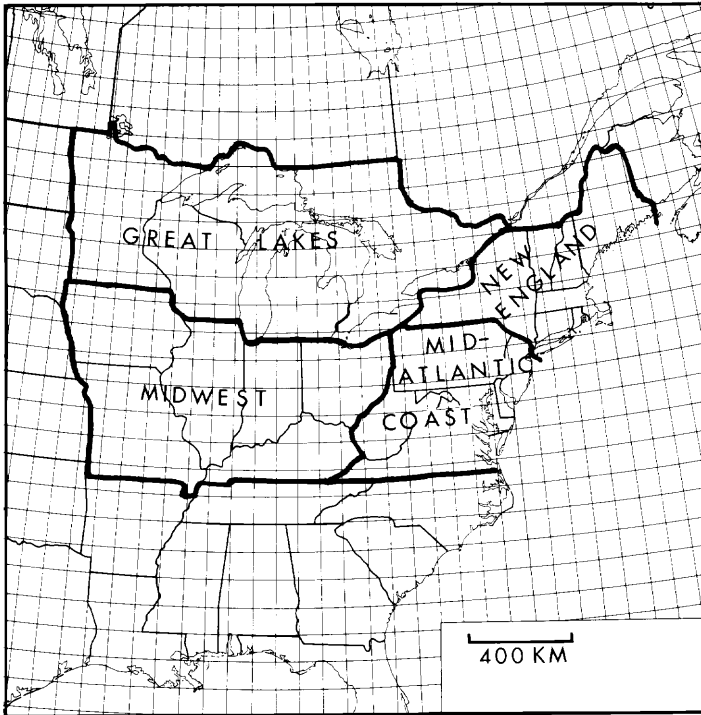 GREAT LAKES
NEW
ENGLAND
MID-
ATLANTIC
COAST
MIDWEST
400 KM